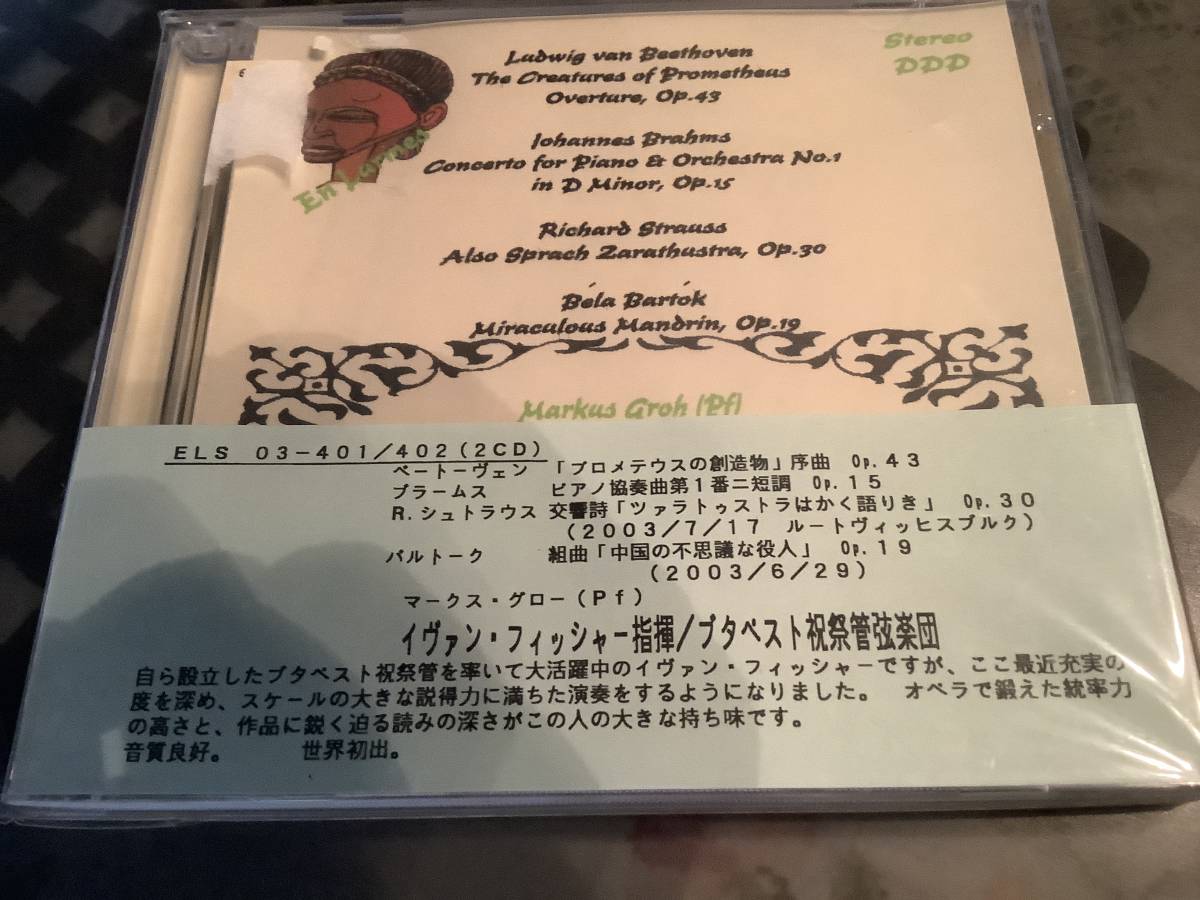 Ludwig van Beethoven
The Creatures of Prometheus
Overture, Op.43
Stereo
DDD
Johannes Brahms
Concerto for Piano & Orchestra No.1
in D Minor, Op.15
En Larmes
Richard Strauss
Also Sprach Zarathustra, Op.30
Béla Bartók
Miraculous Mandrin, Op.19
Markus Groh (Pf)
ELS 03-401/402(2CD)
ベートーヴェン 「プロメテウスの創造物」序曲 Op.43
ブラームス ピアノ協奏曲第1番ニ短調 Op.15
R.シュトラウス 交響詩「ツァラトゥストラはかく語りき」 Op.30
(2003/7/17 ルートヴィッヒスブルク)
バルトーク 組曲「中国の不思議な役人」 Op.19
(2003/6/29)
マークス・グロー(Pf)
イヴァン・フィッシャー指揮/ブタペスト祝祭管弦楽団
自ら設立したブタペスト祝祭管を率いて大活躍中のイヴァン・フィッシャーですが、ここ最近充実の
度を深め、スケールの大きな説得力に満ちた演奏をするようになりました。 オペラで鍛えた統率力
の高さと、作品に鋭く迫る読みの深さがこの人の大きな持ち味です。
音質良好。 世界初出。